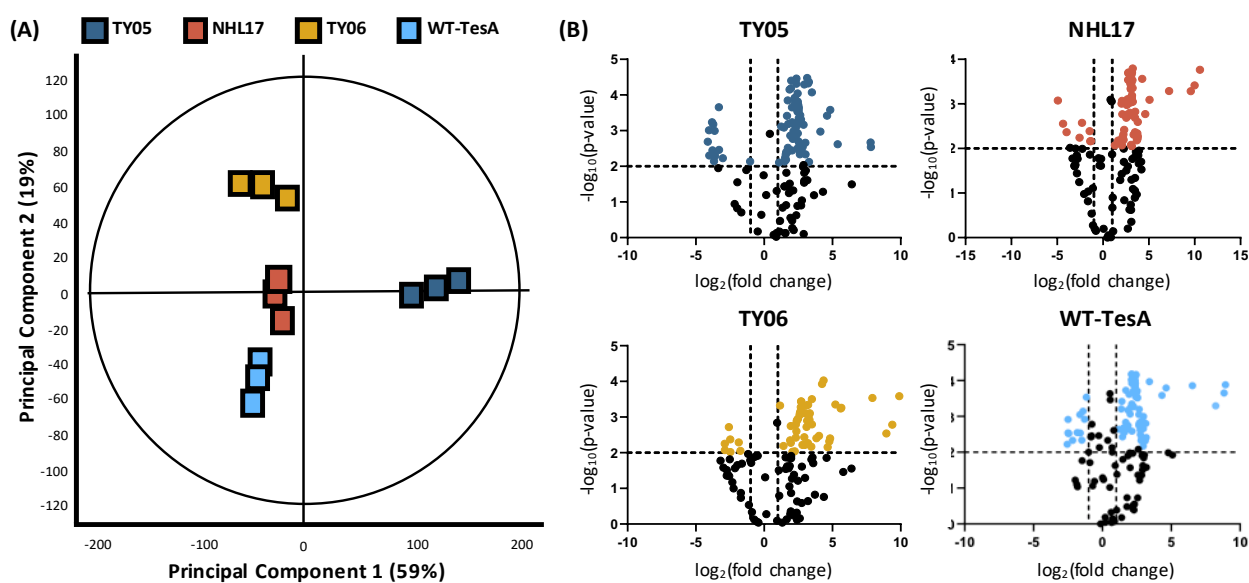 (A)
TY05 NHL17 TY06 WT-TesA
120
100
80
60
40
20
0
-20
-40
-60
-80
-100
-120
Principal Component 2 (19%)
-200 -100 0 100 200
Principal Component 1 (59%)
(B)
TY05
5
4
3
2
1
0
-log10(p-value)
-10 -5 0 5 10
log2(fold change)
NHL17
4
3
2
1
0
-log10(p-value)
-15 -10 -5 0 5 10 15
log2(fold change)
TY06
5
4
3
2
1
0
-log10(p-value)
-10 -5 0 5 10
log2(fold change)
WT-TesA
5
4
3
2
1
-log10(p-value)
-10 -5 0 5 10
log2(fold change)